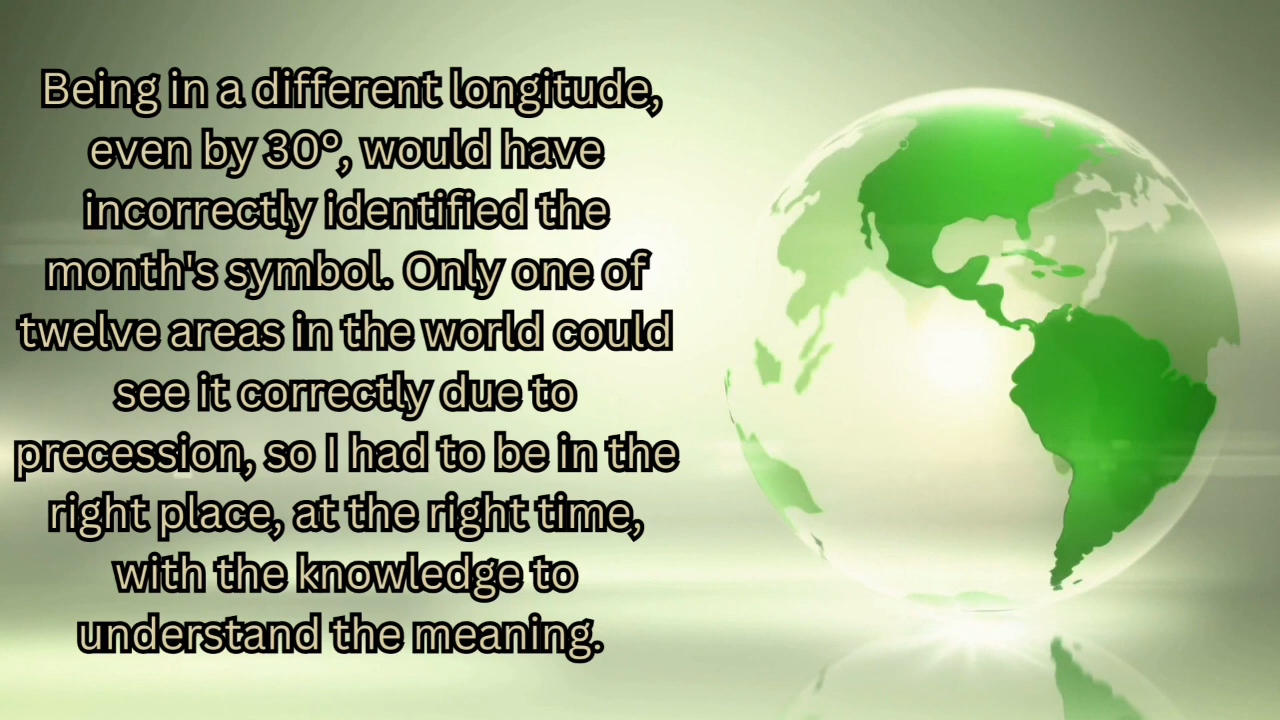 Being in a different longitude,
even by 30°, would have
incorrectly identified the
month's symbol. Only one of
twelve areas in the world could
see it correctly due to
precession, so I had to be in the
right place, at the right time,
with the knowledge to
understand the meaning.